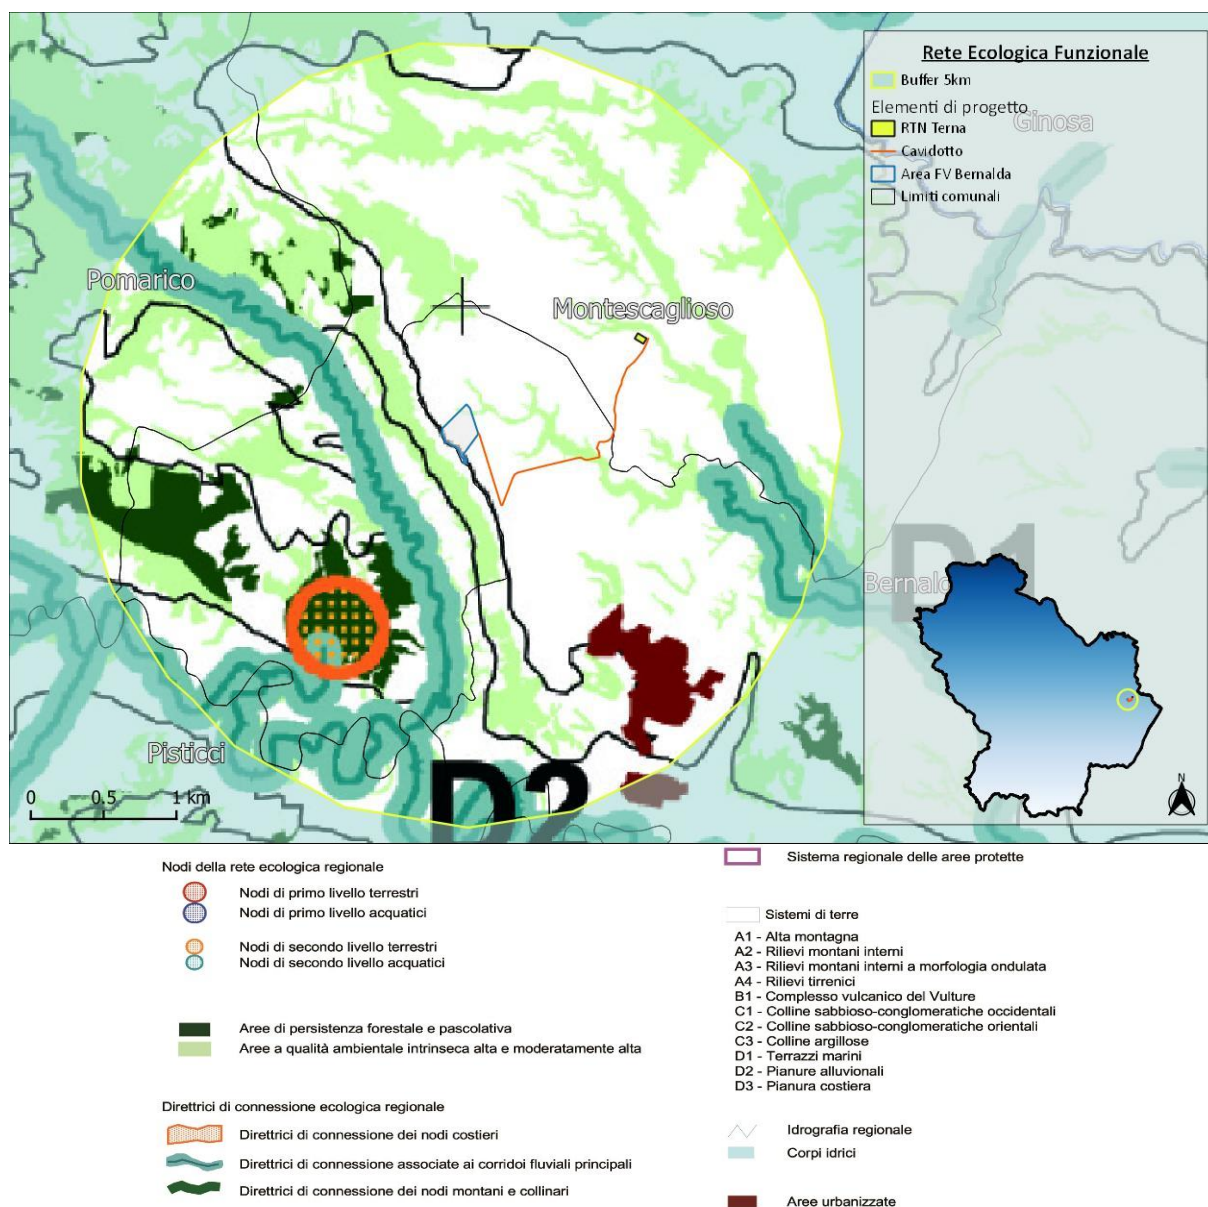 Rete Ecologica Funzionale
Buffer 5km
Elementi di progetto
RTN Terna
Cavidotto
Area FV Bernalda
Limiti comunali
Ginosa
Pomarico
Montescaglioso
D1
Bernald
Pisticci
D2
0 0.5 1 km
N
Nodi della rete ecologica regionale
Nodi di primo livello terrestri
Nodi di primo livello acquatici
Nodi di secondo livello terrestri
Nodi di secondo livello acquatici
Aree di persistenza forestale e pascolativa
Aree a qualità ambientale intrinseca alta e moderatamente alta
Direttrici di connessione ecologica regionale
Direttrici di connessione dei nodi costieri
Direttrici di connessione associate ai corridoi fluviali principali
Direttrici di connessione dei nodi montani e collinari
Sistema regionale delle aree protette
Sistemi di terre
A1 - Alta montagna
A2 - Rilievi montani interni
A3 - Rilievi montani interni a morfologia ondulata
A4 - Rilievi tirrenici
B1 - Complesso vulcanico del Vulture
C1 - Colline sabbioso-conglomeratiche occidentali
C2 - Colline sabbioso-conglomeratiche orientali
C3 - Colline argillose
D1 - Terrazzi marini
D2 - Pianure alluvionali
D3 - Pianura costiera
Idrografia regionale
Corpi idrici
Aree urbanizzate